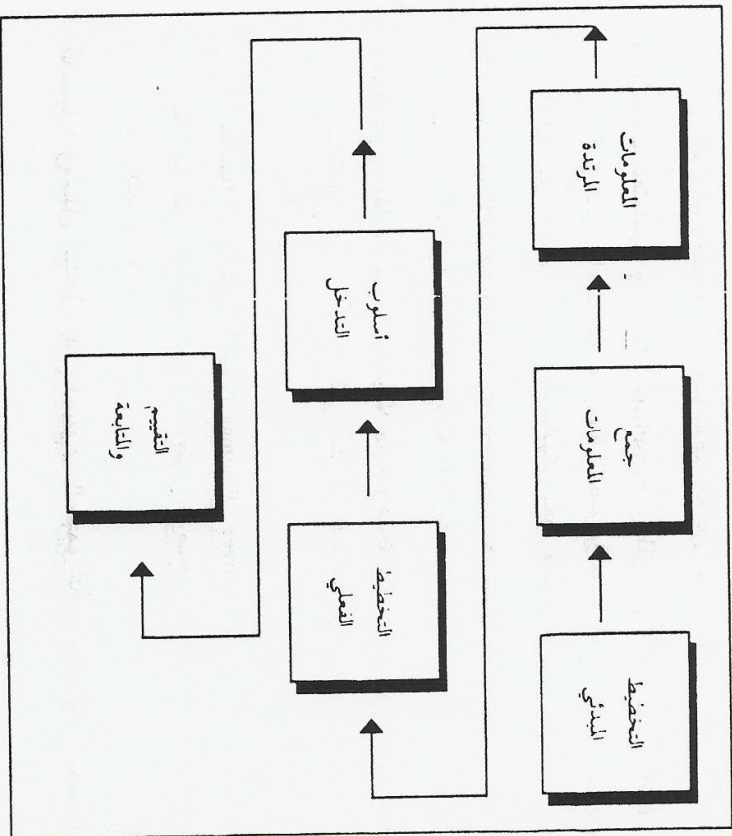 التخطيط
المبدئي
جمع
المعلومات
المعلومات
المرتدة
التخطيط
الفعلي
أسلوب
التدخل
التقييم
والمتابعة